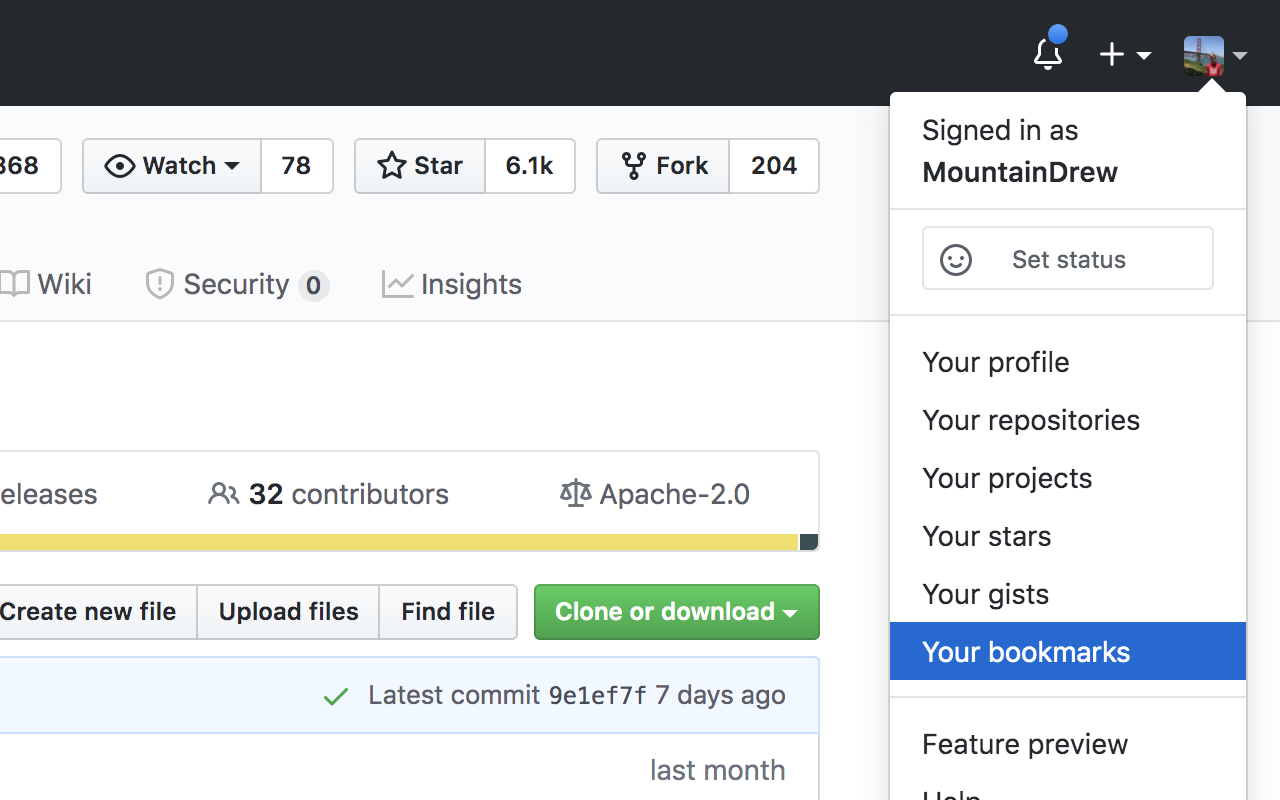 368 Watch 78 Star 6.1k Fork 204
Wiki Security 0 Insights
eleases 32 contributors Apache-2.0
Create new file Upload files Find file Clone or download
Latest commit 9e1ef7f 7 days ago
last month
Signed in as
MountainDrew
Set status
Your profile
Your repositories
Your projects
Your stars
Your gists
Your bookmarks
Feature preview
Help